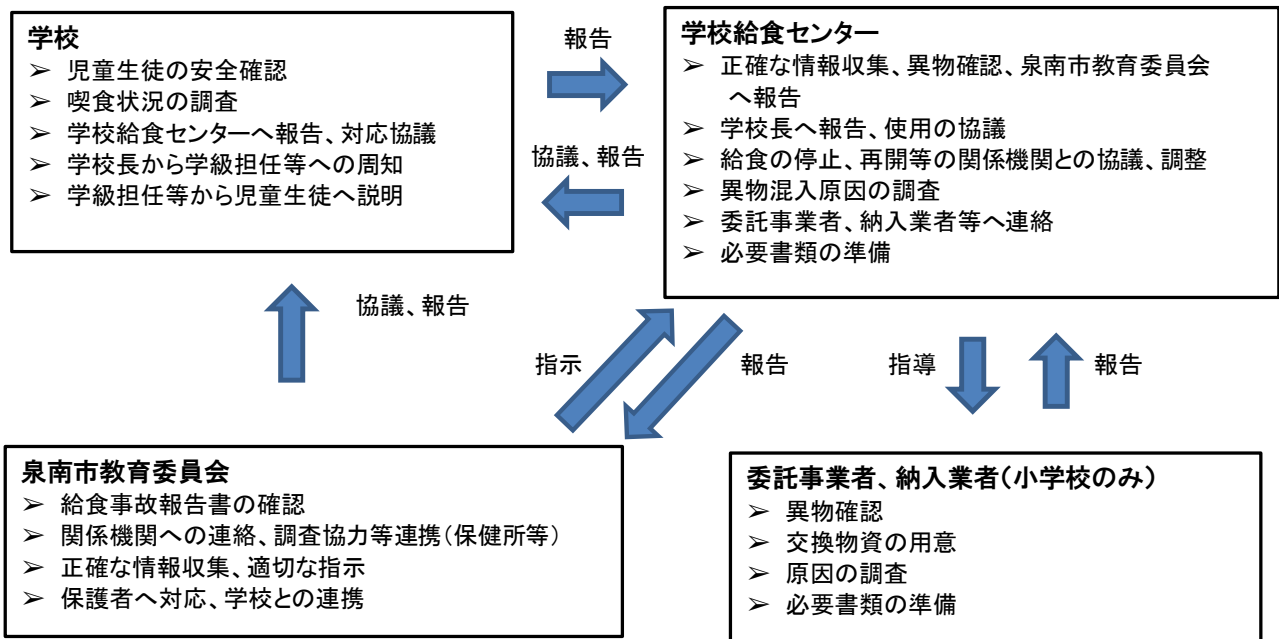 学校
➢ 児童生徒の安全確認
➢ 喫食状況の調査
➢ 学校給食センターへ報告、対応協議
➢ 学校長から学級担任等への周知
➢ 学級担任等から児童生徒へ説明
報告
協議、報告
学校給食センター
➢ 正確な情報収集、異物確認、泉南市教育委員会
へ報告
➢ 学校長へ報告、使用の協議
➢ 給食の停止、再開等の関係機関との協議、調整
➢ 異物混入原因の調査
➢ 委託事業者、納入業者等へ連絡
➢ 必要書類の準備
協議、報告
指示
報告
指導
報告
泉南市教育委員会
➢ 給食事故報告書の確認
➢ 関係機関への連絡、調査協力等連携(保健所等)
➢ 正確な情報収集、適切な指示
➢ 保護者へ対応、学校との連携
委託事業者、納入業者(小学校のみ)
➢ 異物確認
➢ 交換物資の用意
➢ 原因の調査
➢ 必要書類の準備